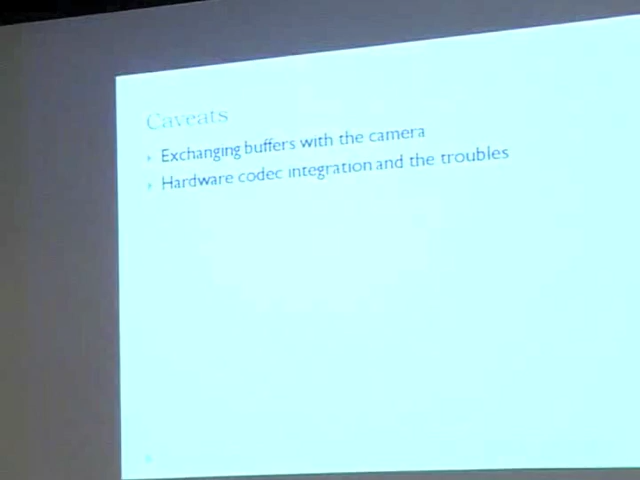 Caveats
Exchanging buffers with the camera
Hardware codec integration and the troubles